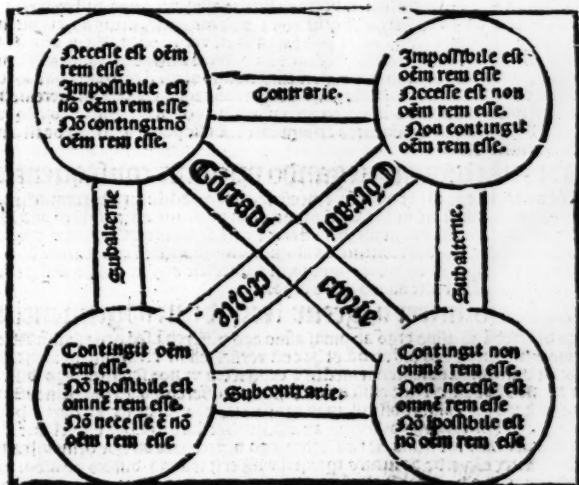 Necesse est oēm
rem esse
Impossibile est
nō oēm rem esse
Nō contingit nō
oēm rem esse.
Contrarie.
Impossibile est
oēm rem esse
Necesse est non
oēm rem esse.
Non contingit
oēm rem esse.
Cōtradi
Cōtradi
Subalterne
Subalterne
ctorie
ctorie
Contingit oēm
rem esse.
Nō ipossibile est
omnē rem esse.
Nō necesse ē nō
oēm rem esse
Subcontrarie.
Contingit non
omnē rem esse.
Non necesse est
omnē rem esse
Nō ipossibile est
nō oēm rem esse